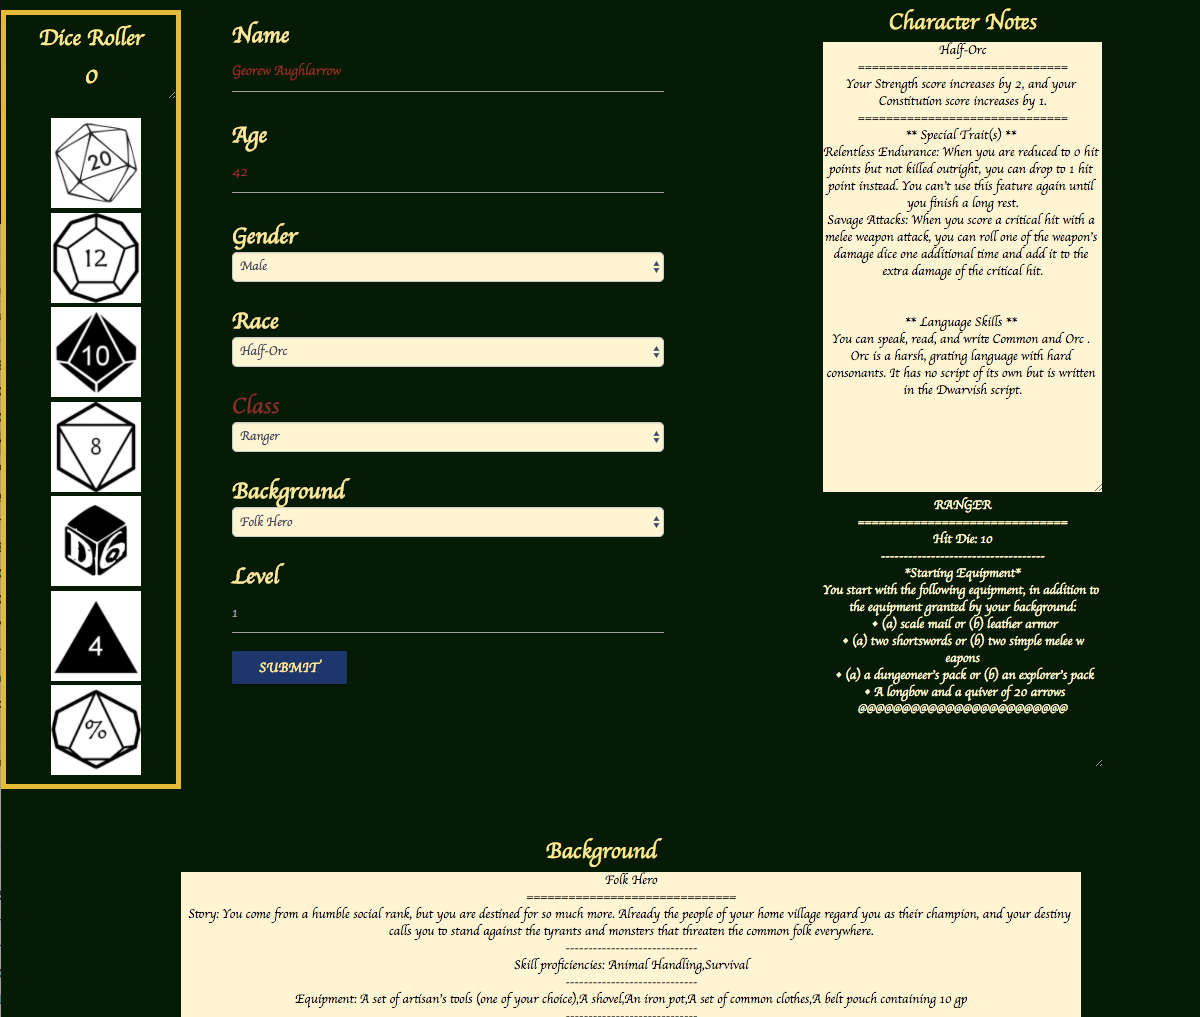 Dice Roller
0
20
12
10
8
D6
4
%
Name
Georew Aughlarrow
Age
42
Gender
Male
Race
Half-Orc
Class
Ranger
Background
Folk Hero
Level
1
SUBMIT
Character Notes
Half-Orc
==============================
Your Strength score increases by 2, and your
Constitution score increases by 1.
==============================
** Special Trait(s) **
Relentless Endurance: When you are reduced to 0 hit
points but not killed outright, you can drop to 1 hit
point instead. You can't use this feature again until
you finish a long rest.
Savage Attacks: When you score a critical hit with a
melee weapon attack, you can roll one of the weapon's
damage dice one additional time and add it to the
extra damage of the critical hit.
** Language Skills **
You can speak, read, and write Common and Orc .
Orc is a harsh, grating language with hard
consonants. It has no script of its own but is written
in the Dwarvish script.
RANGER
==============================
Hit Die: 10
------------------------------------
*Starting Equipment*
You start with the following equipment, in addition to
the equipment granted by your background:
• (a) scale mail or (b) leather armor
• (a) two shortswords or (b) two simple melee w
eapons
• (a) a dungeoneer's pack or (b) an explorer's pack
• A longbow and a quiver of 20 arrows
@@@@@@@@@@@@@@@@@@@@@@@@
Background
Folk Hero
==============================
Story: You come from a humble social rank, but you are destined for so much more. Already the people of your home village regard you as their champion, and your destiny
calls you to stand against the tyrants and monsters that threaten the common folk everywhere.
-----------------------------
Skill proficiencies: Animal Handling,Survival
-----------------------------
Equipment: A set of artisan's tools (one of your choice),A shovel,An iron pot,A set of common clothes,A belt pouch containing 10 gp
-----------------------------